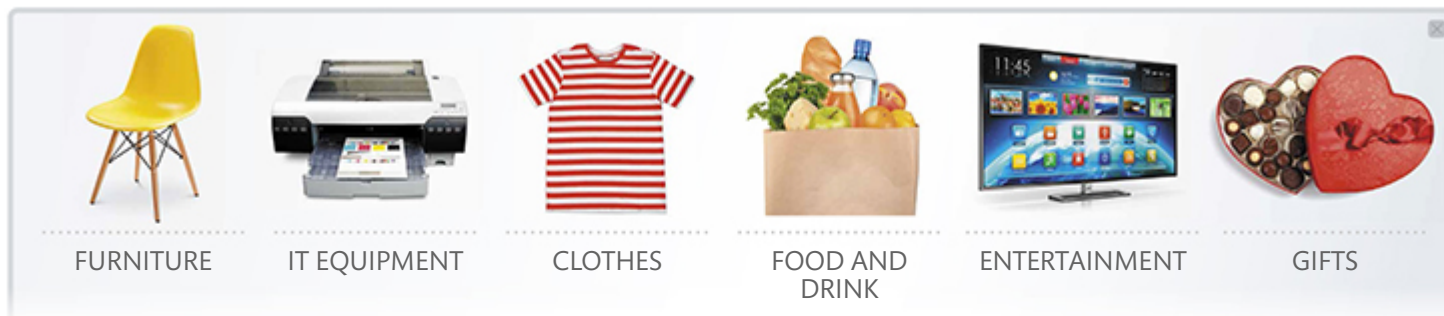 11:45
FURNITURE
IT EQUIPMENT
CLOTHES
FOOD AND
DRINK
ENTERTAINMENT
GIFTS